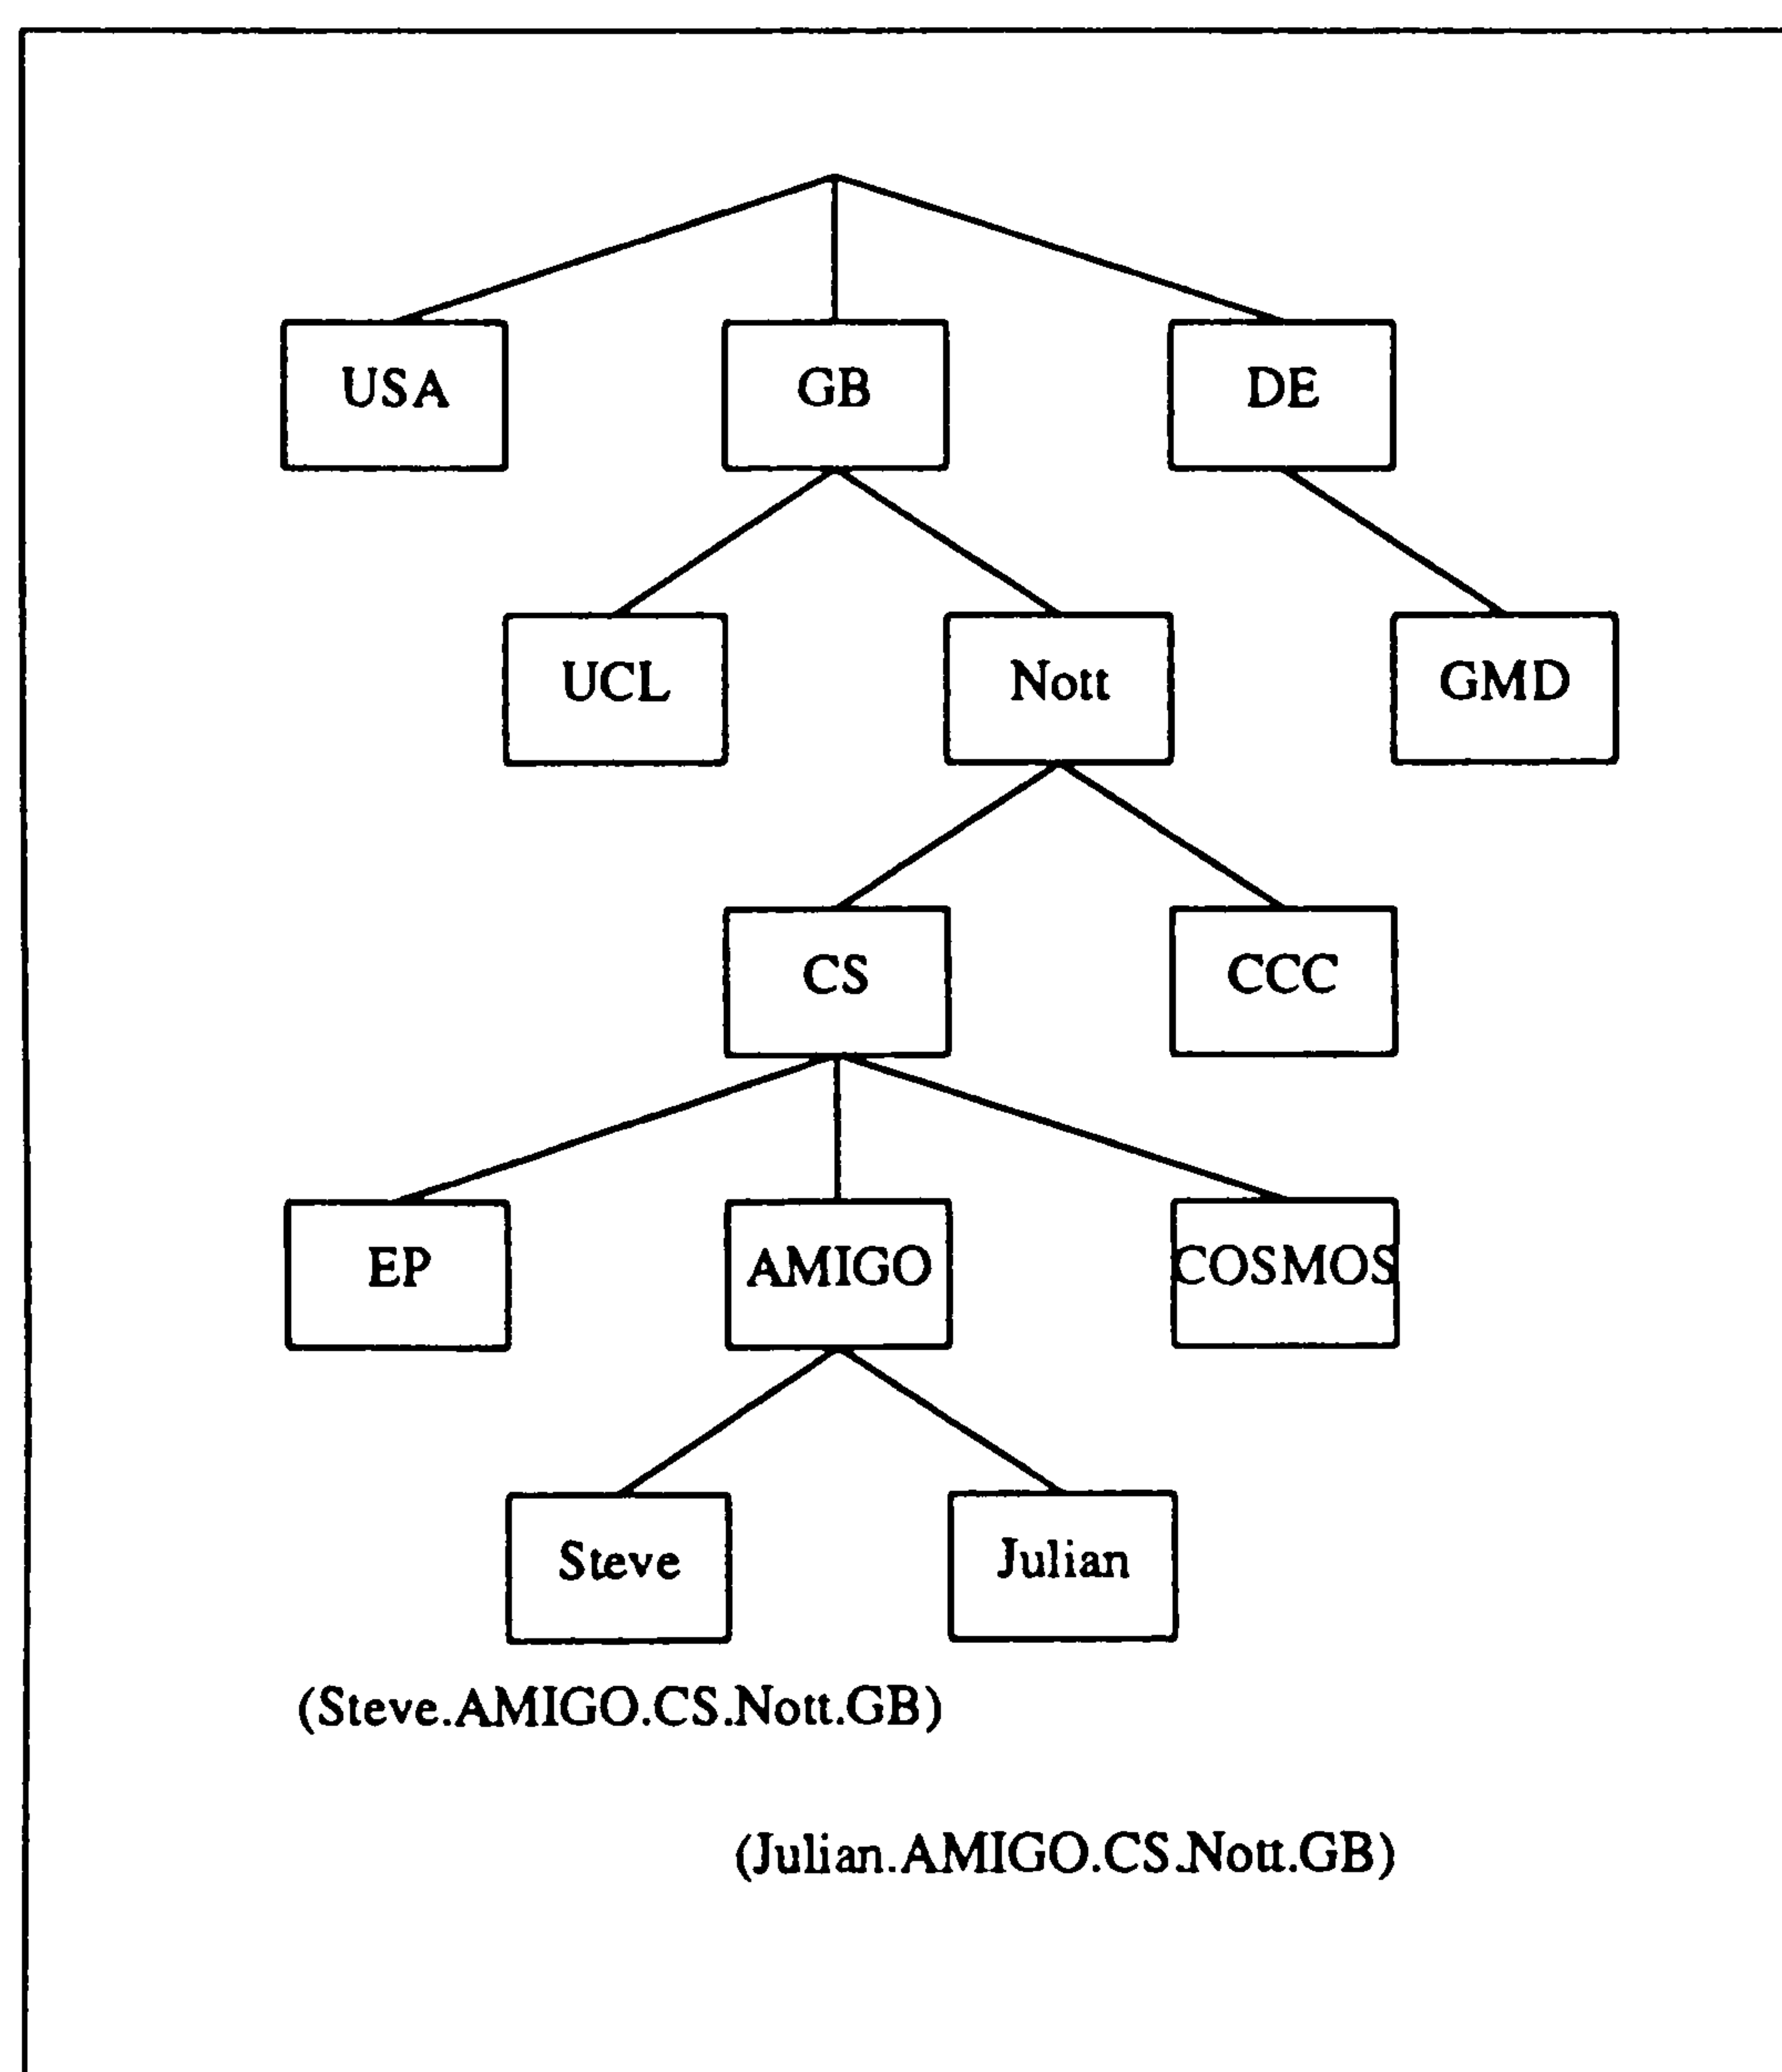 USA GB DE
UCL Nott GMD
CS CCC
EP AMIGO COSMOS
Steve Julian
(Steve.AMIGO.CS.Nott.GB)
(Julian.AMIGO.CS.Nott.GB)